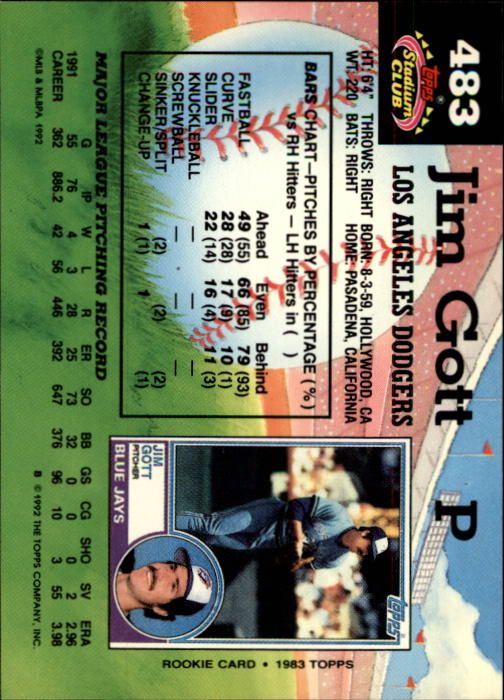 483
Topps
Stadium
CLUB
®
Jim Gott P
LOS ANGELES DODGERS
HT: 6'4" THROWS: RIGHT BORN: 8-3-59, HOLLYWOOD, CA
WT: 220 BATS: RIGHT HOME: PASADENA, CALIFORNIA
BARS CHART—PITCHES BY PERCENTAGE (%)
vs RH Hitters — LH Hitters in ( )
Ahead Even Behind
FASTBALL 49 (55) 66 (85) 79 (93)
CURVE 28 (28) 17 (9) 10 (1)
SLIDER 22 (14) 16 (4) 11 (3)
KNUCKLEBALL — — —
SCREWBALL — — —
SINKER/SPLIT (2) (2) (2)
CHANGE-UP 1 (1) 1 (1)
Topps
JIM
GOTT
PITCHER
BLUE JAYS
ROOKIE CARD • 1983 TOPPS
MAJOR LEAGUE PITCHING RECORD
G IP W L R ER SO BB GS CG SHO SV ERA
1991 55 76 4 3 28 25 73 32 0 0 0 2 2.96
CAREER 362 886.2 42 56 446 392 647 376 96 10 3 55 3.98
©MLB & MLBPA 1992
B © 1992 THE TOPPS COMPANY, INC.